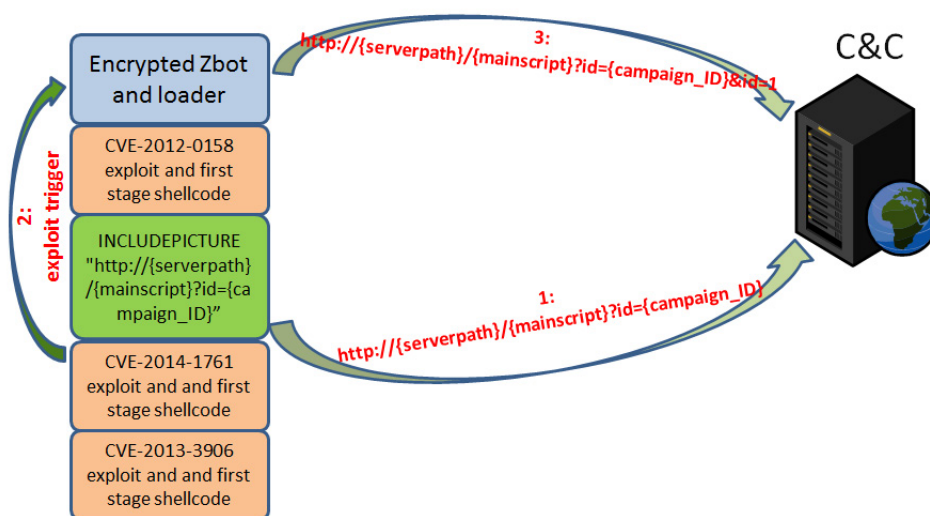 3:
http://{serverpath}/{mainscript}?id={campaign_ID}&id=1
C&C
Encrypted Zbot
and loader
CVE-2012-0158
exploit and first
stage shellcode
2:
exploit trigger
INCLUDEPICTURE
"http://{serverpath}
/{mainscript}?id={ca
mpaign_ID}”
1:
http://{serverpath}/{mainscript}?id={campaign_ID}
CVE-2014-1761
exploit and and first
stage shellcode
CVE-2013-3906
exploit and and first
stage shellcode